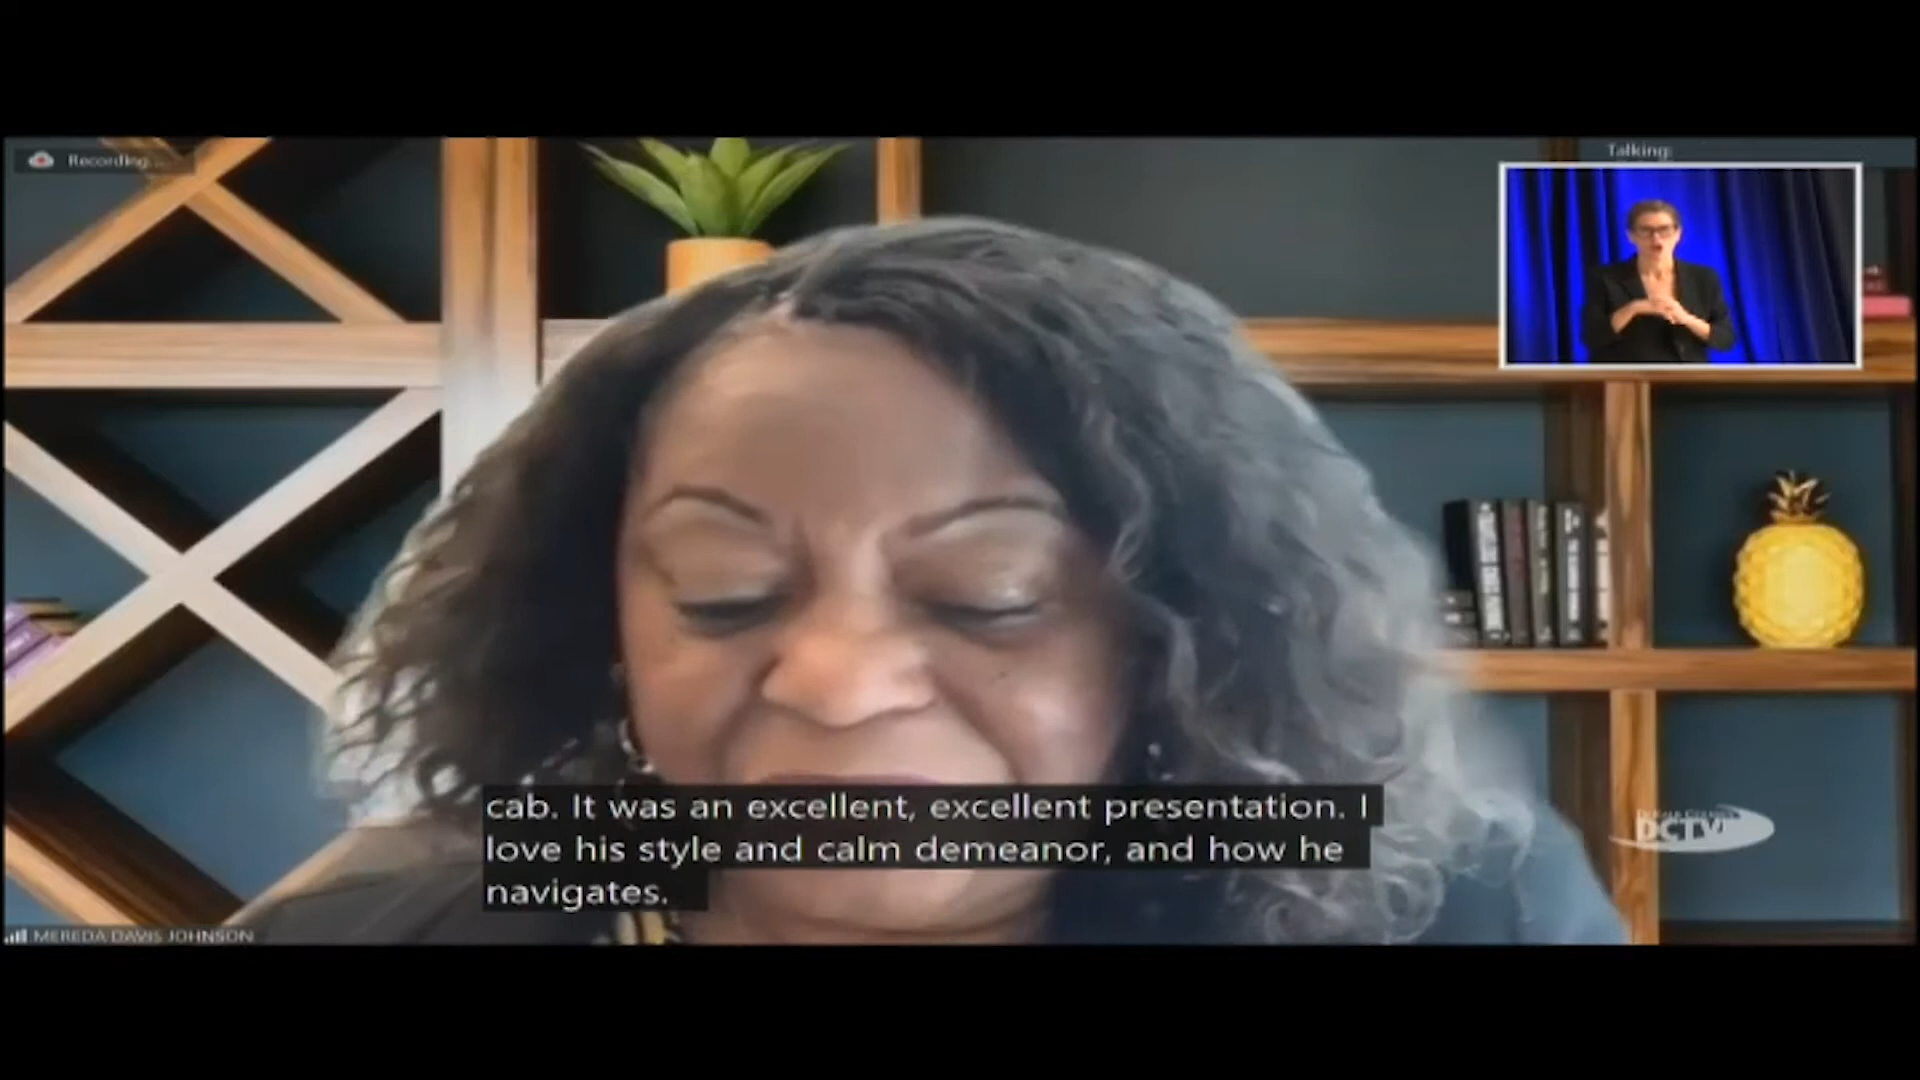 Recording...
Talking:
cab. It was an excellent, excellent presentation. I
love his style and calm demeanor, and how he
navigates.
DCTV
MEREDA DAVIS JOHNSON